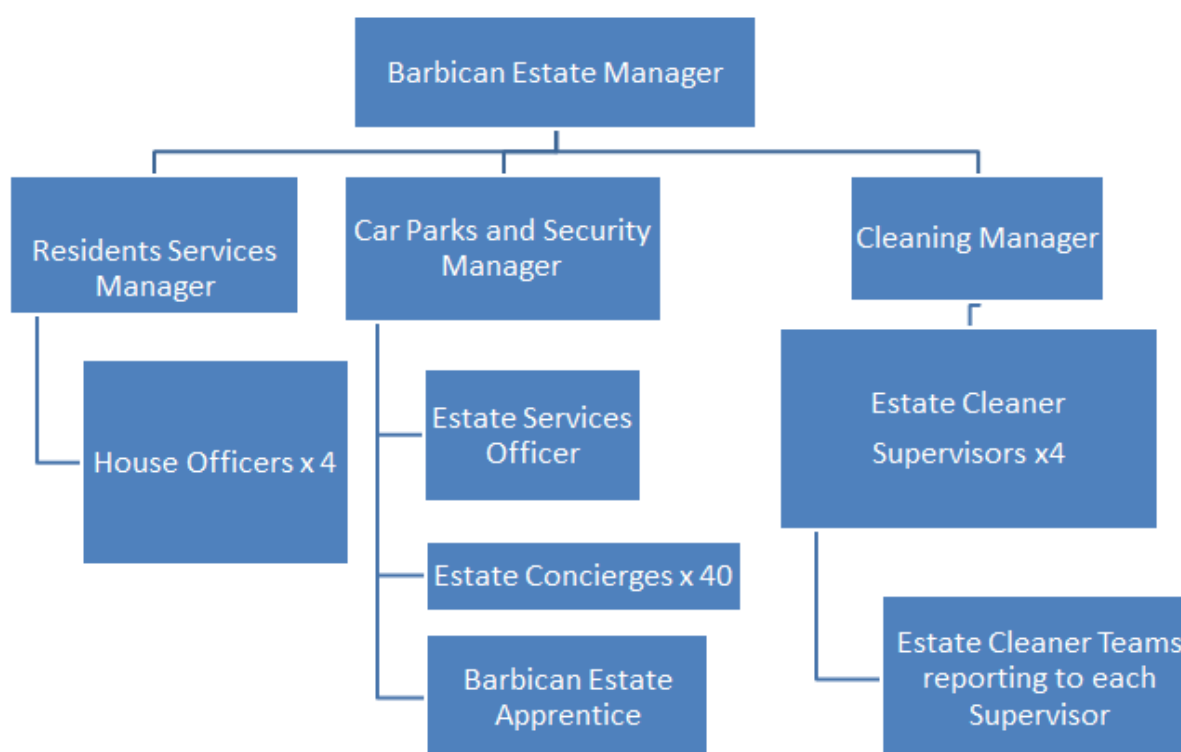 Barbican Estate Manager
Residents Services
Manager
Car Parks and Security
Manager
Cleaning Manager
House Officers x 4
Estate Services
Officer
Estate Concierges x 40
Barbican Estate
Apprentice
Estate Cleaner
Supervisors x4
Estate Cleaner Teams
reporting to each
Supervisor